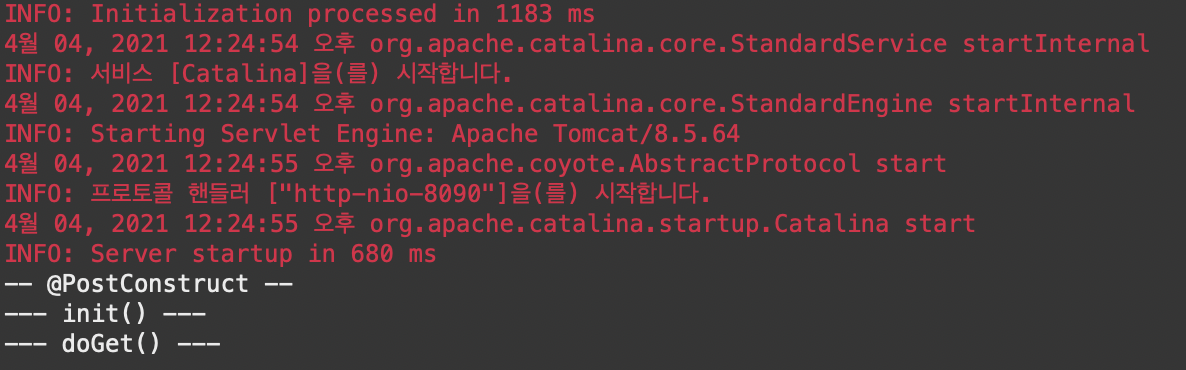 INFO: Initialization processed in 1183 ms
4월 04, 2021 12:24:54 오후 org.apache.catalina.core.StandardService startInternal
INFO: 서비스 [Catalina]을(를) 시작합니다.
4월 04, 2021 12:24:54 오후 org.apache.catalina.core.StandardEngine startInternal
INFO: Starting Servlet Engine: Apache Tomcat/8.5.64
4월 04, 2021 12:24:55 오후 org.apache.coyote.AbstractProtocol start
INFO: 프로토콜 핸들러 ["http-nio-8090"]을(를) 시작합니다.
4월 04, 2021 12:24:55 오후 org.apache.catalina.startup.Catalina start
INFO: Server startup in 680 ms
-- @PostConstruct --
--- init() ---
--- doGet() ---